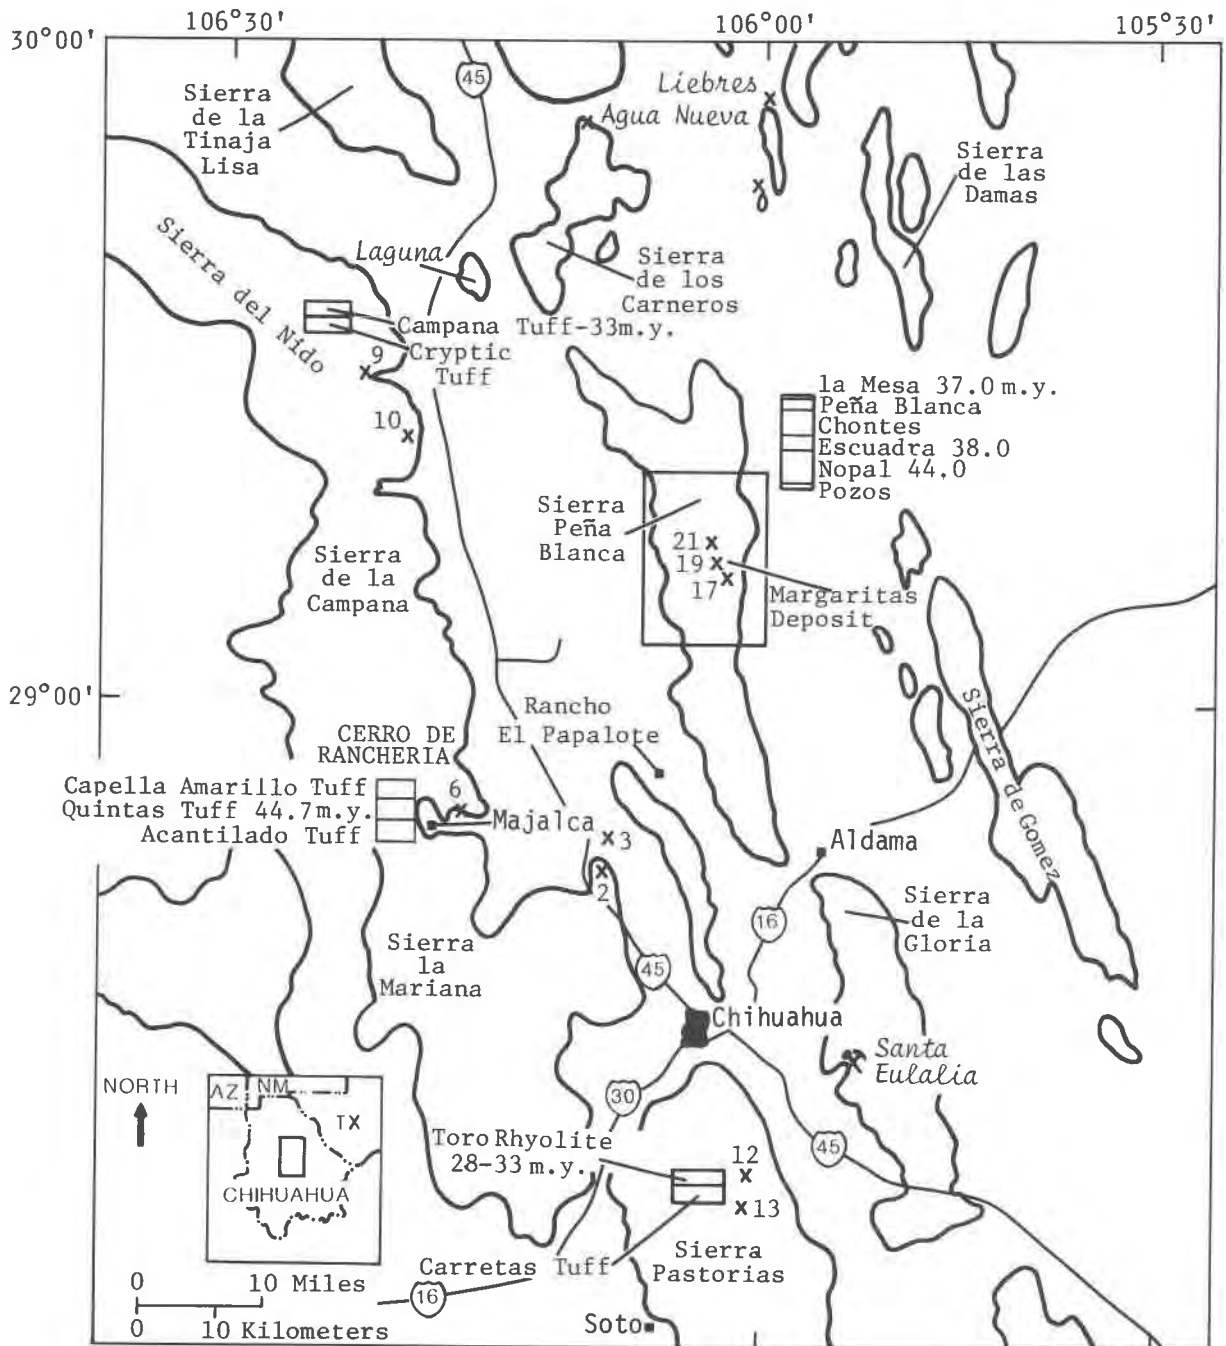 106°30'
106°00'
105°30'
30°00'
45
Liebres
Agua Nueva
Sierra
de la
Tinaja
Lisa
Sierra
de las
Damas
Sierra del Nido
Laguna
Sierra
de los
Carneros
Campana Tuff-33m.y.
Cryptic
Tuff
9
10
la Mesa 37.0 m.y.
Peña Blanca
Chontes
Escuadra 38.0
Nopal 44.0
Pozos
Sierra
Peña
Blanca
21
19
17
Margaritas
Deposit
Sierra
de la
Campana
29°00'
Rancho
El Papalote
Sierra de Gomez
CERRO DE
RANCHERIA
Capella Amarillo Tuff
Quintas Tuff 44.7m.y.
Acantilado Tuff
6
Majalca
3
2
Aldama
16
Sierra
de la
Gloria
Sierra
la
Mariana
45
Chihuahua
Santa
Eulalia
NORTH
AZ
NM
TX
CHIHUAHUA
30
45
Toro Rhyolite
28-33 m.y.
12
13
Carretas Tuff
Sierra
Pastorias
16
Soto
0 10 Miles
0 10 Kilometers